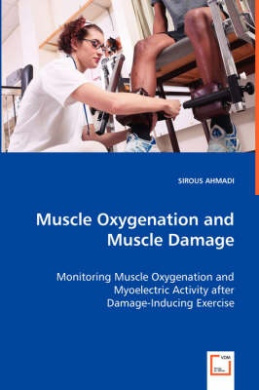 SIROUS AHMADI
Muscle Oxygenation and
Muscle Damage
Monitoring Muscle Oxygenation and
Myoelectric Activity after
Damage-Inducing Exercise
VDM